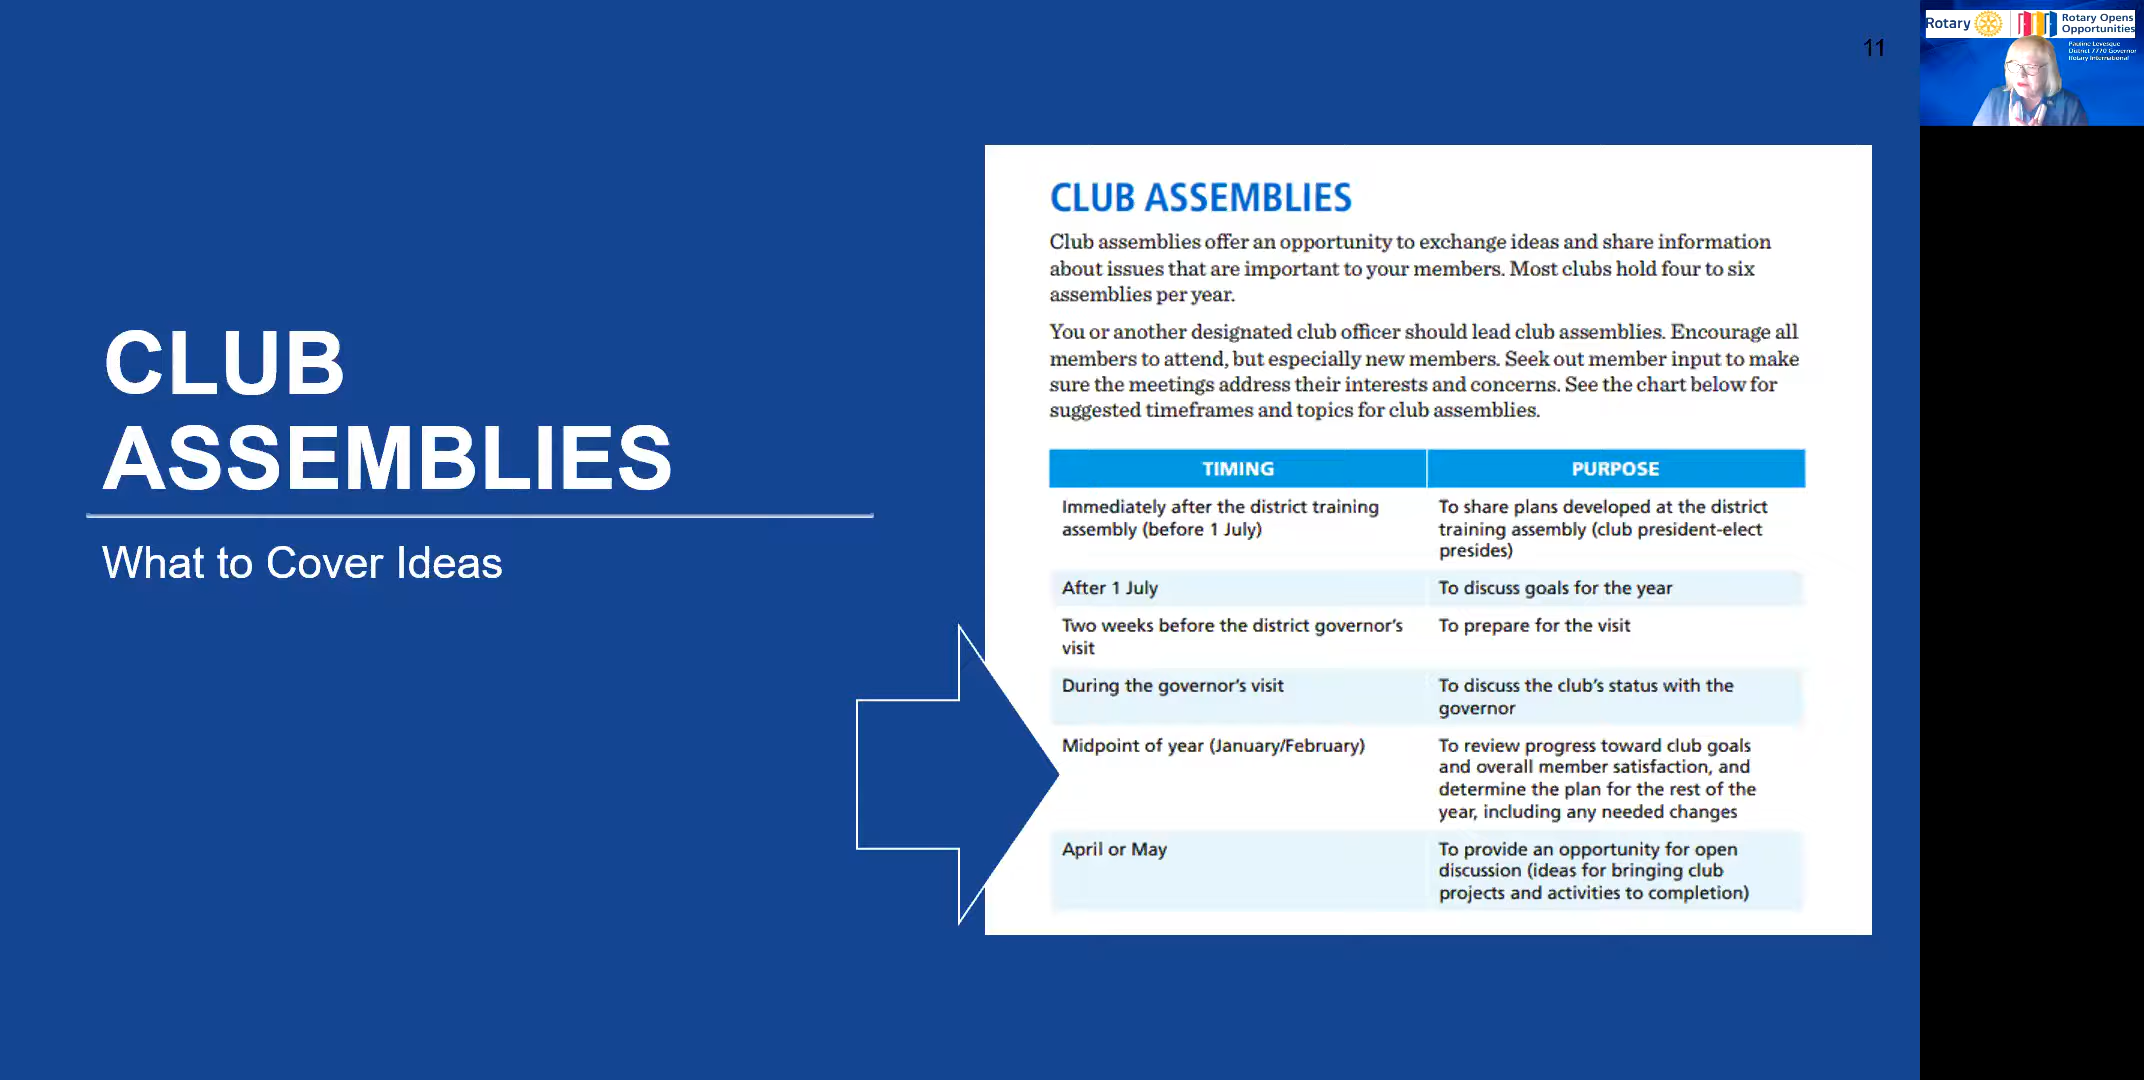 11
CLUB
ASSEMBLIES
What to Cover Ideas
CLUB ASSEMBLIES
Club assemblies offer an opportunity to exchange ideas and share information
about issues that are important to your members. Most clubs hold four to six
assemblies per year.
You or another designated club officer should lead club assemblies. Encourage all
members to attend, but especially new members. Seek out member input to make
sure the meetings address their interests and concerns. See the chart below for
suggested timeframes and topics for club assemblies.
TIMING PURPOSE
Immediately after the district training
assembly (before 1 July)
To share plans developed at the district
training assembly (club president-elect
presides)
After 1 July
To discuss goals for the year
Two weeks before the district governor's
visit
To prepare for the visit
During the governor's visit
To discuss the club's status with the
governor
Midpoint of year (January/February)
To review progress toward club goals
and overall member satisfaction, and
determine the plan for the rest of the
year, including any needed changes
April or May
To provide an opportunity for open
discussion (ideas for bringing club
projects and activities to completion)
Rotary
Rotary Opens
Opportunities
Pauline Levesque
District 7770 Governor
Rotary International